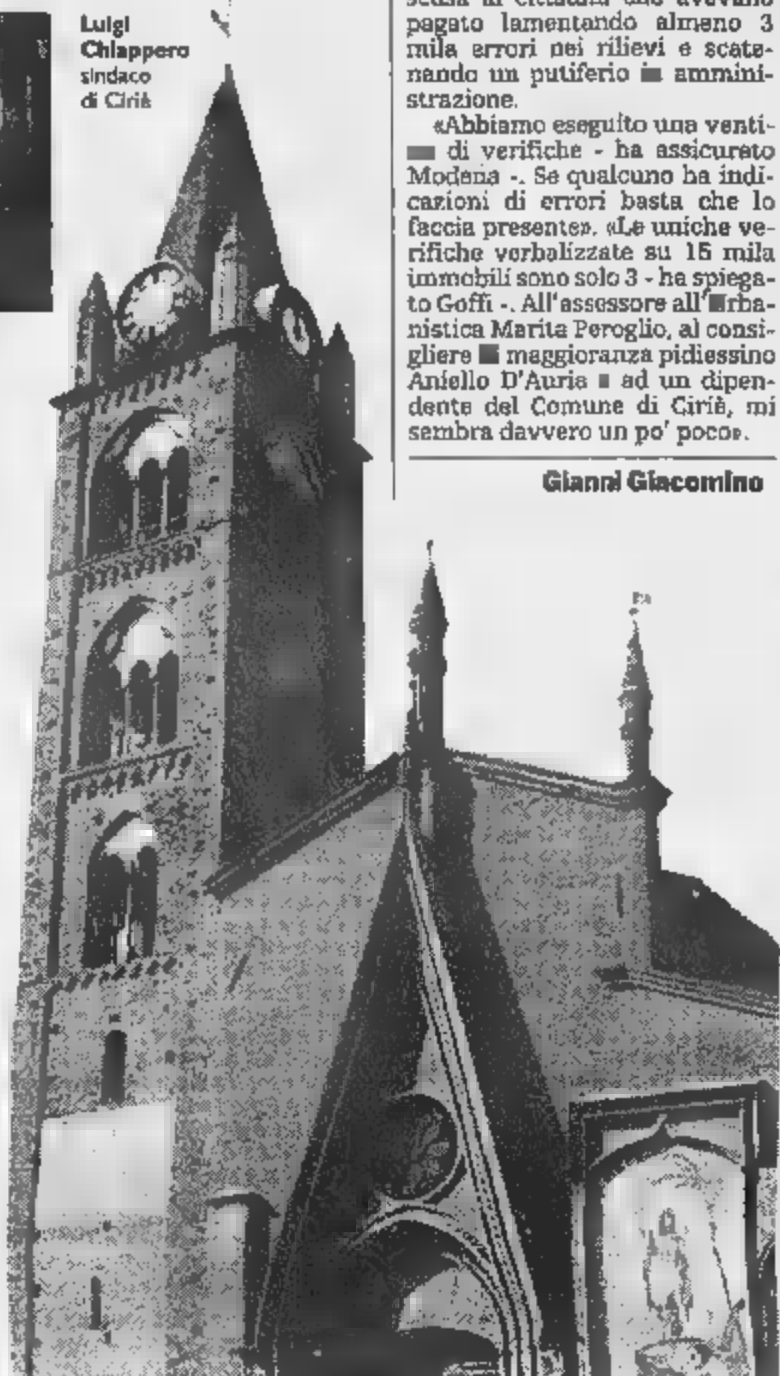 Luigi
Chiappero
sindaco
di Ciriè
pagato lamentando almeno 3
mila errori nei rilievi e scate-
nando un putiferio ammini-
strazione.
«Abbiamo eseguito una venti-
di verifiche - ha assicurato
Modena -. Se qualcuno ha indi-
cazioni di errori basta che lo
faccia presente». «Le uniche ve-
rifiche verbalizzate su 15 mila
immobili sono solo 3 - ha spiega-
to Goffi -. All'assessore all'Urba-
nistica Marita Peroglio, al consi-
gliere maggioranza pidiessino
Aniello D'Auria ad un dipen-
dente del Comune di Ciriè, mi
sembra davvero un po' poco».
Gianni Giacomino